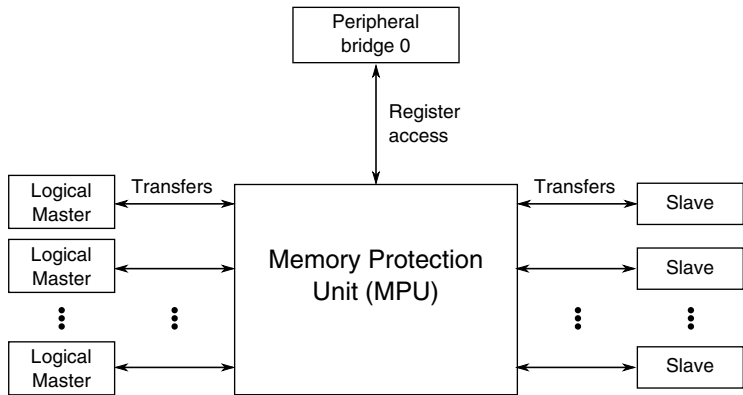 Peripheral
bridge 0
Register
access
Logical
Master
Transfers
Transfers
Slave
Logical
Master
Memory Protection
Unit (MPU)
Slave
Logical
Master
Slave